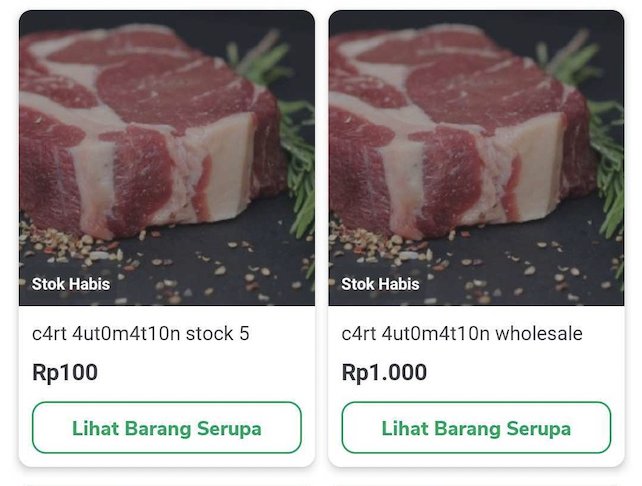 Stok Habis
c4rt 4ut0m4t10n stock 5
Rp100
Lihat Barang Serupa
Stok Habis
c4rt 4ut0m4t10n wholesale
Rp1.000
Lihat Barang Serupa